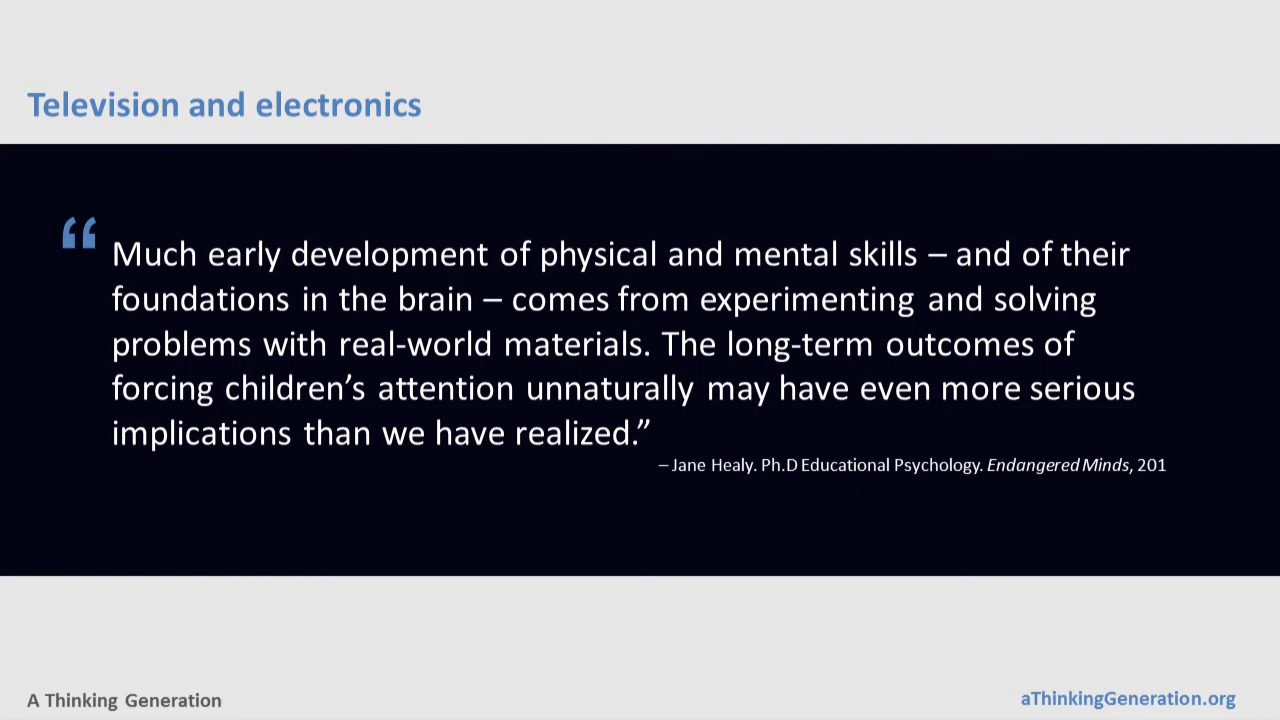 Television and electronics
“ Much early development of physical and mental skills – and of their
foundations in the brain – comes from experimenting and solving
problems with real-world materials. The long-term outcomes of
forcing children’s attention unnaturally may have even more serious
implications than we have realized.”
– Jane Healy. Ph.D Educational Psychology. Endangered Minds, 201
A Thinking Generation
aThinkingGeneration.org